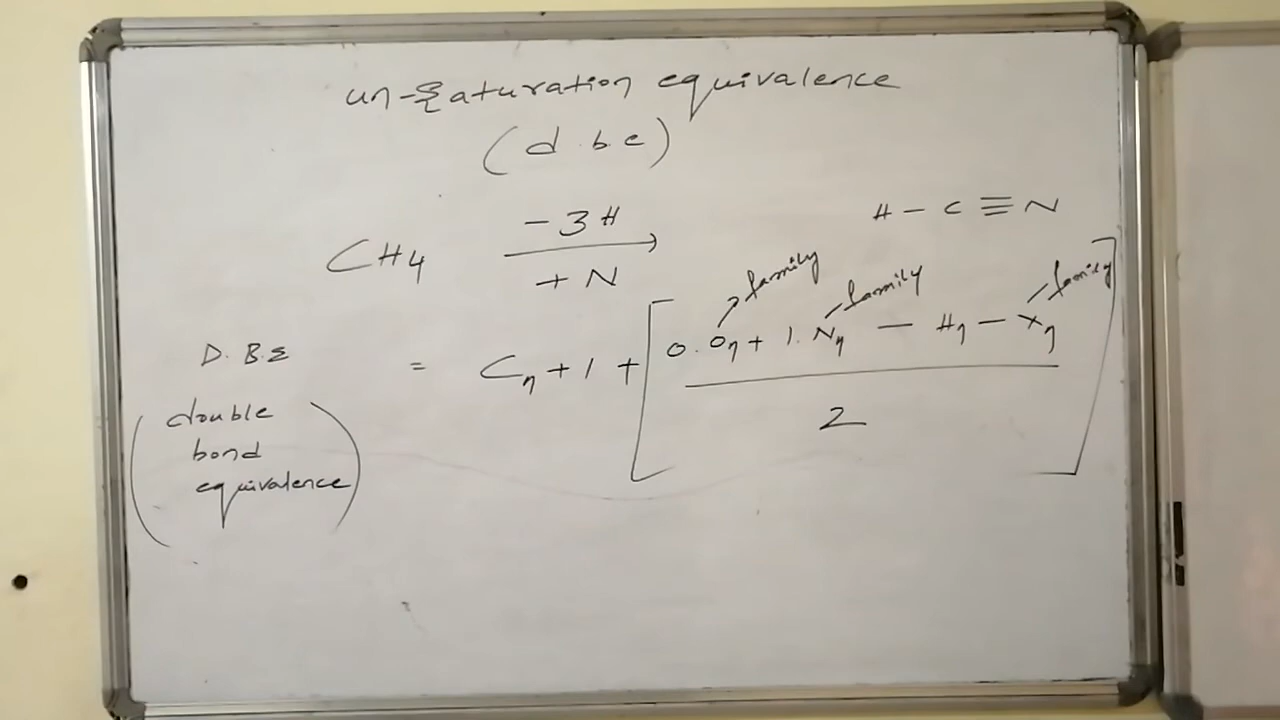 un-saturation equivalence
(d.b.e)
CH4 -3H / +N → H - C ≡ N
family family family
D.B.E = Cn + 1 + [ (0.On + 1.Nn - Hn - Xn) / 2 ]
(double
bond
equivalence)